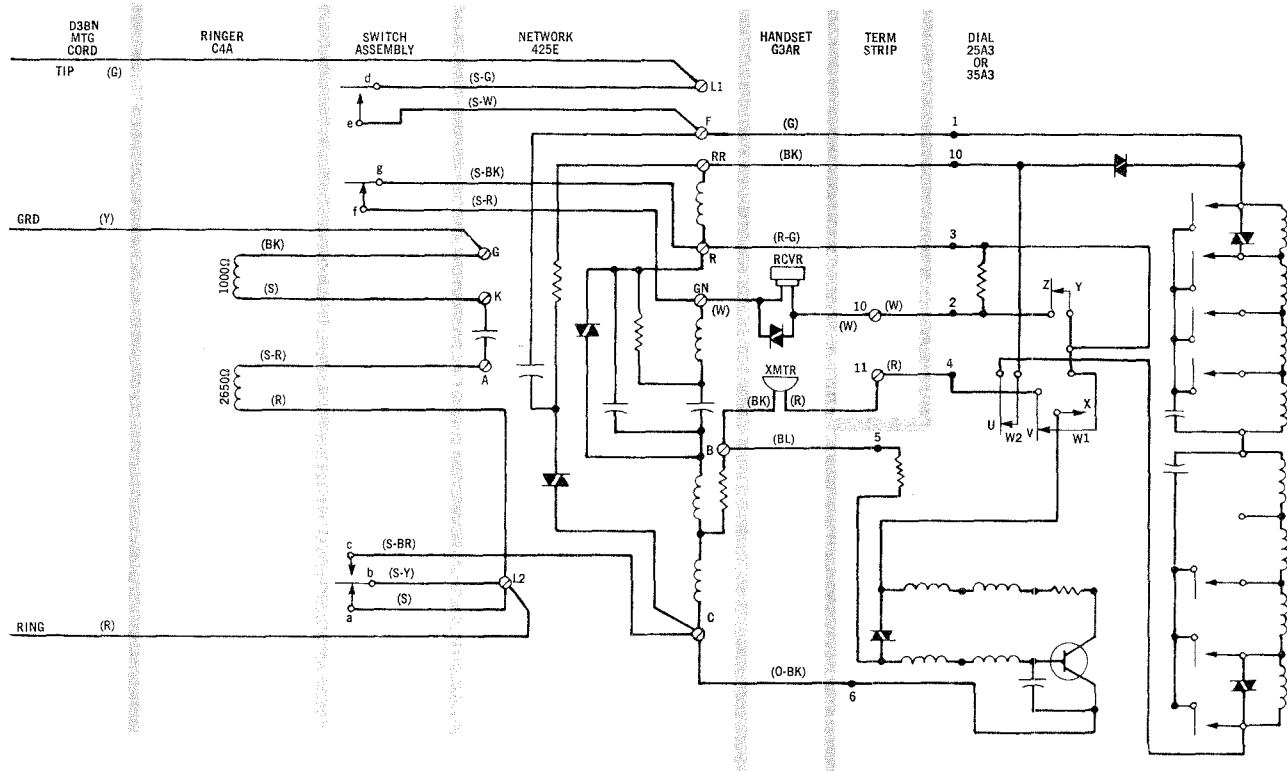 D3BN
MTG
CORD
RINGER
C4A
SWITCH
ASSEMBLY
NETWORK
425E
HANDSET
G3AR
TERM
STRIP
DIAL
25A3
OR
35A3
TIP (G)
d
(S-G)
L1
e
(S-W)
F
(G)
1
RR
(BK)
10
g
(S-BK)
f
(S-R)
GRD (Y)
R
(R-G)
3
(BK)
G
1000Ω
(S)
K
RCVR
GN
(W)
10
(W)
(W)
2
Z
Y
(S-R)
A
2650Ω
(R)
XMTR
(BK)
(R)
11
(R)
4
X
U
W2
V
W1
B
(BL)
5
c
(S-BR)
b
(S-Y)
L2
(S)
a
C
RING (R)
(O-BK)
6